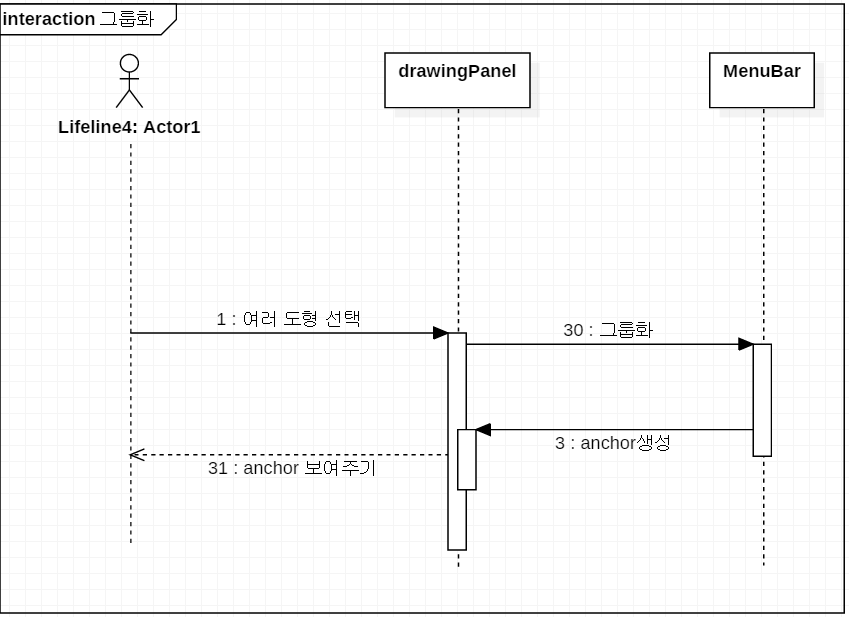 interaction 그룹화
drawingPanel
MenuBar
Lifeline4: Actor1
1 : 여러 도형 선택
30 : 그룹화
3 : anchor생성
31 : anchor 보여주기